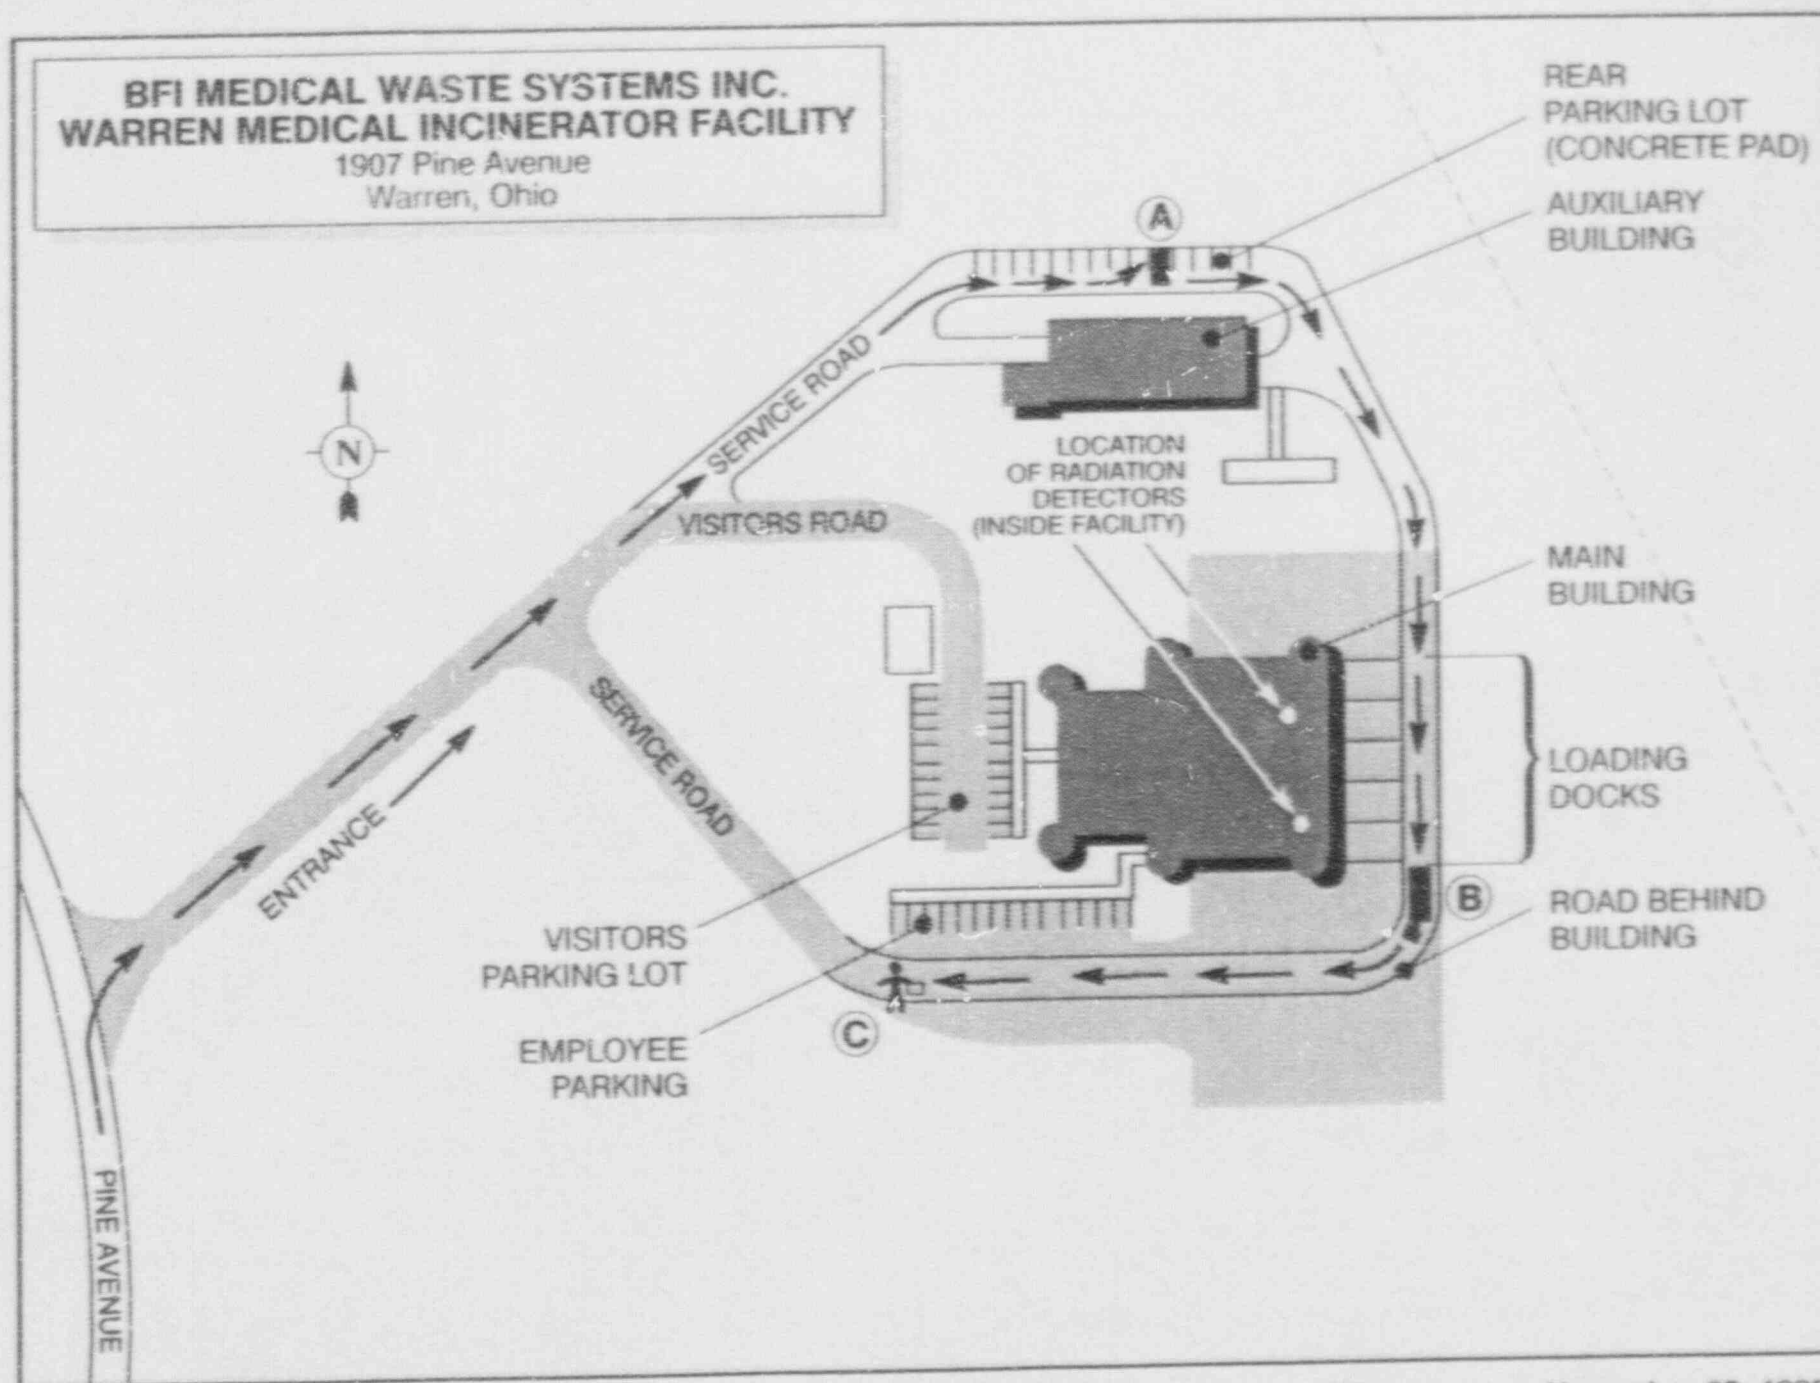 BFI MEDICAL WASTE SYSTEMS INC.
WARREN MEDICAL INCINERATOR FACILITY
1907 Pine Avenue
Warren, Ohio
REAR
PARKING LOT
(CONCRETE PAD)
AUXILIARY
BUILDING
A
N
SERVICE ROAD
VISITORS ROAD
LOCATION
OF RADIATION
DETECTORS
(INSIDE FACILITY)
MAIN
BUILDING
SERVICE ROAD
ENTRANCE
LOADING
DOCKS
B
ROAD BEHIND
BUILDING
VISITORS
PARKING LOT
C
EMPLOYEE
PARKING
PINE AVENUE